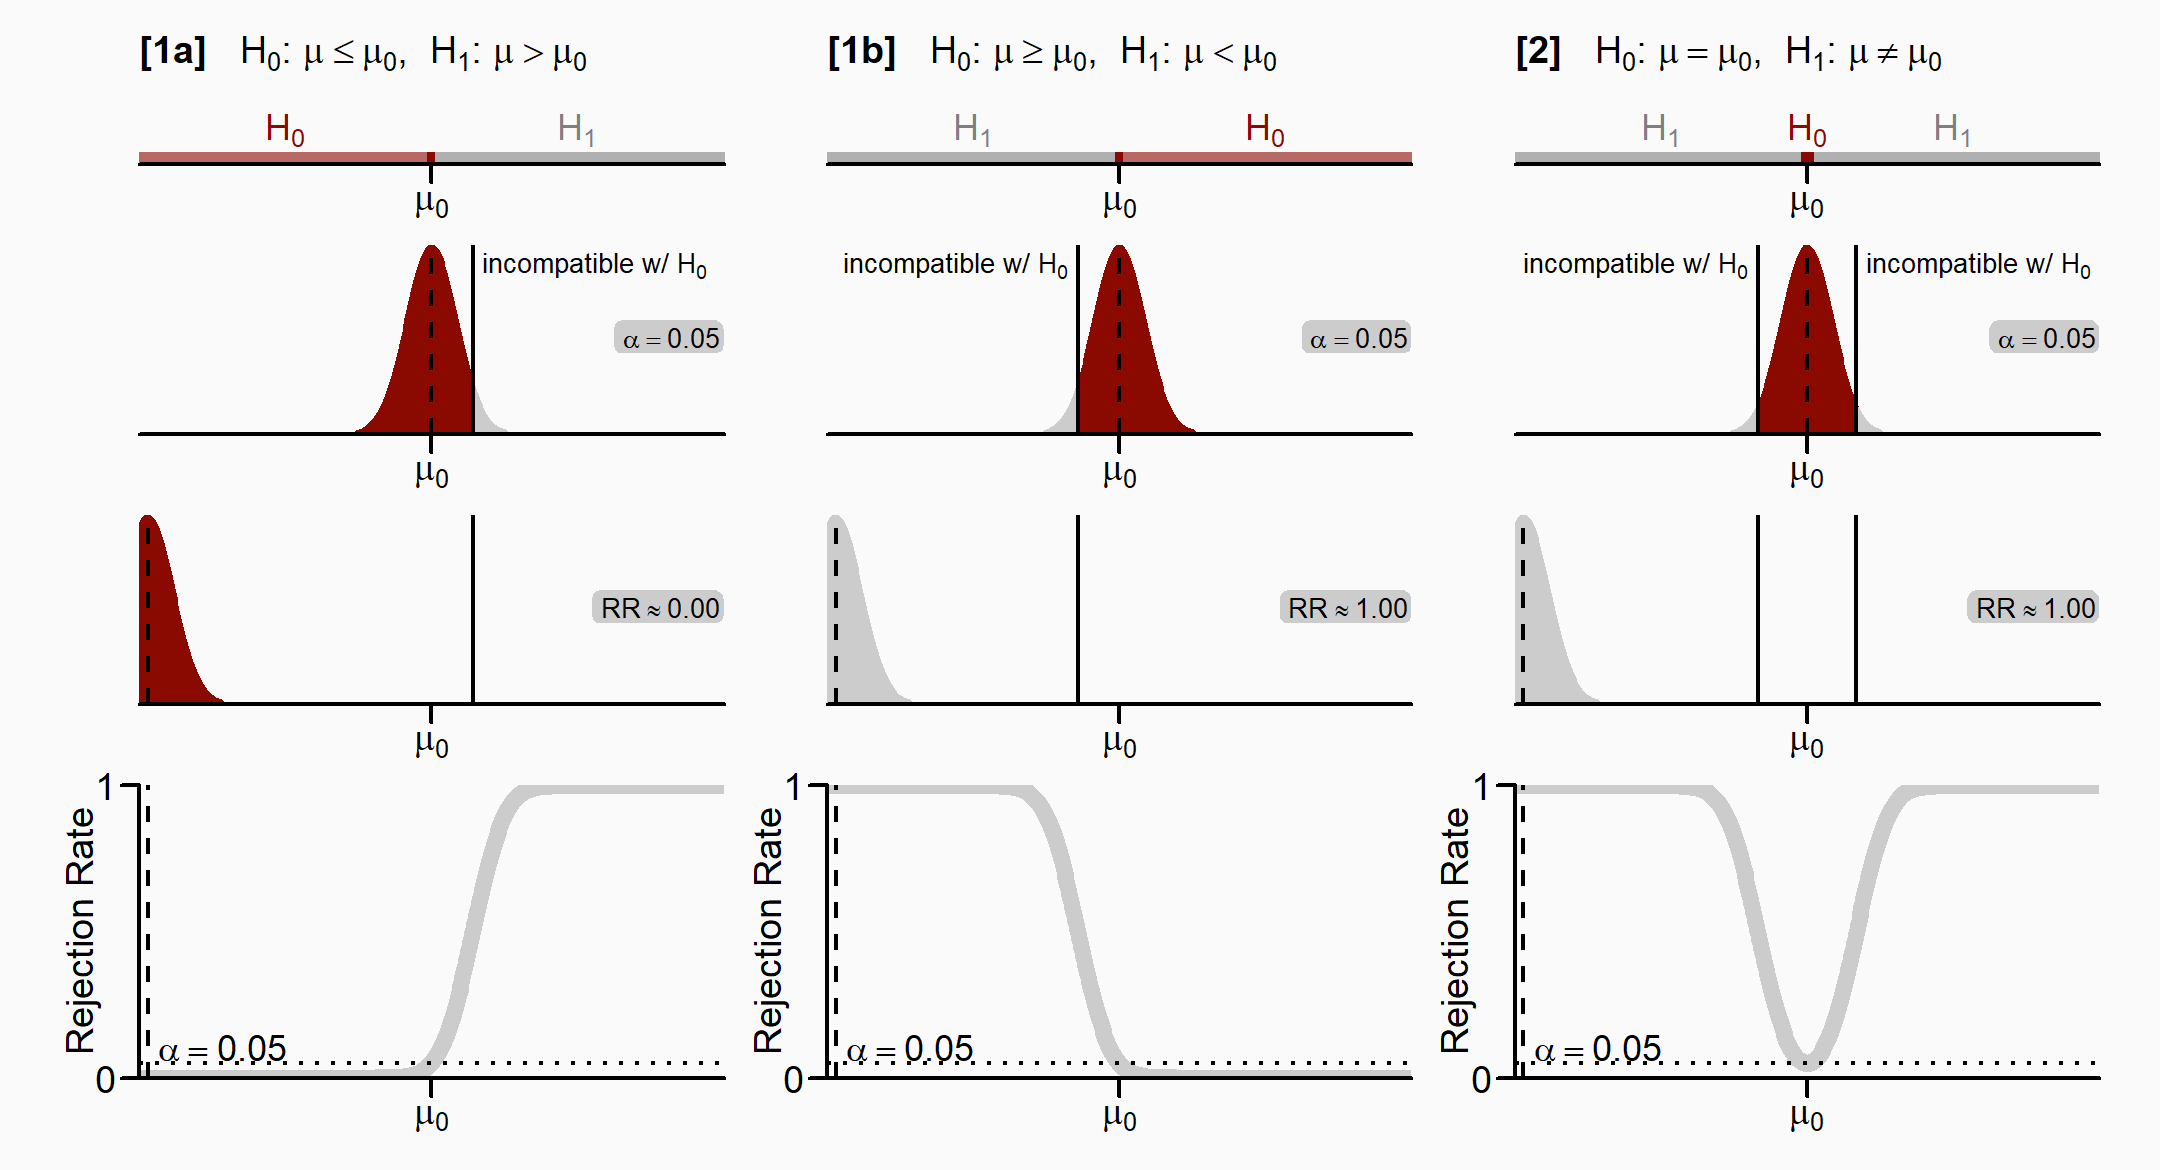 [1a] H₀: μ ≤ μ₀, H₁: μ > μ₀
H₀ H₁
μ₀
incompatible w/ H₀
α = 0.05
μ₀
RR ≈ 0.00
μ₀
1
Rejection Rate
α = 0.05
0
μ₀
[1b] H₀: μ ≥ μ₀, H₁: μ < μ₀
H₁ H₀
μ₀
incompatible w/ H₀
α = 0.05
μ₀
RR ≈ 1.00
μ₀
1
Rejection Rate
α = 0.05
0
μ₀
[2] H₀: μ = μ₀, H₁: μ ≠ μ₀
H₁ H₀ H₁
μ₀
incompatible w/ H₀ incompatible w/ H₀
α = 0.05
μ₀
RR ≈ 1.00
μ₀
1
Rejection Rate
α = 0.05
0
μ₀